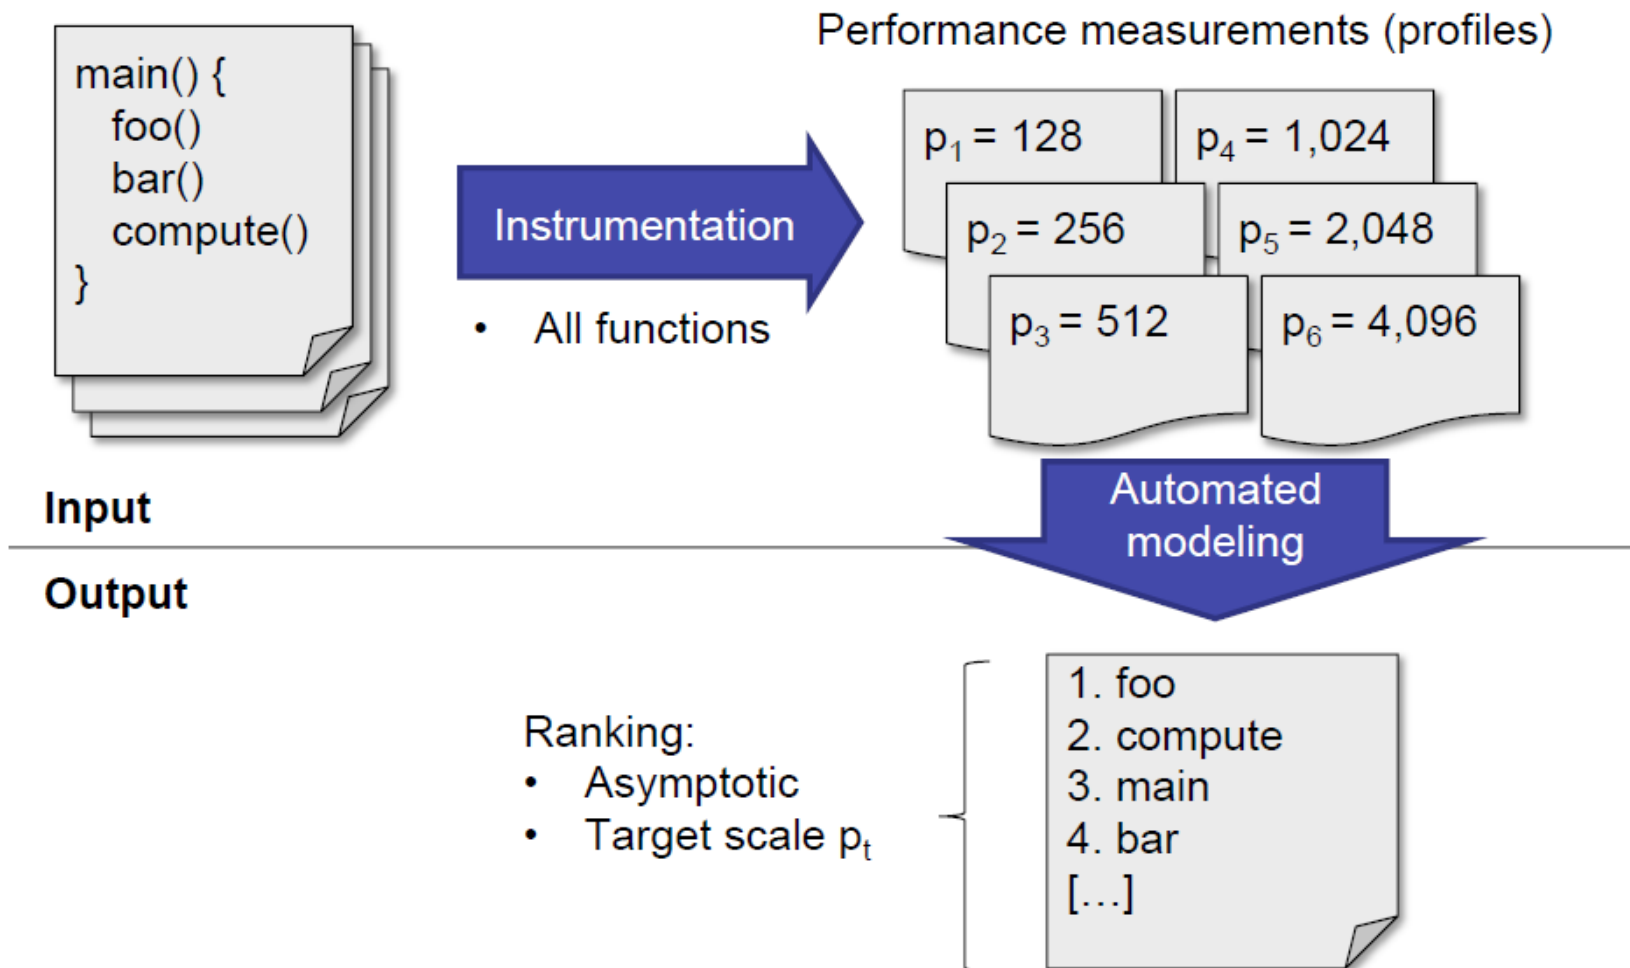 main() {
foo()
bar()
compute()
}
Instrumentation
• All functions
Performance measurements (profiles)
p₁ = 128
p₂ = 256
p₃ = 512
p₄ = 1,024
p₅ = 2,048
p₆ = 4,096
Input
Automated
modeling
Output
Ranking:
• Asymptotic
• Target scale pₜ
1. foo
2. compute
3. main
4. bar
[…]